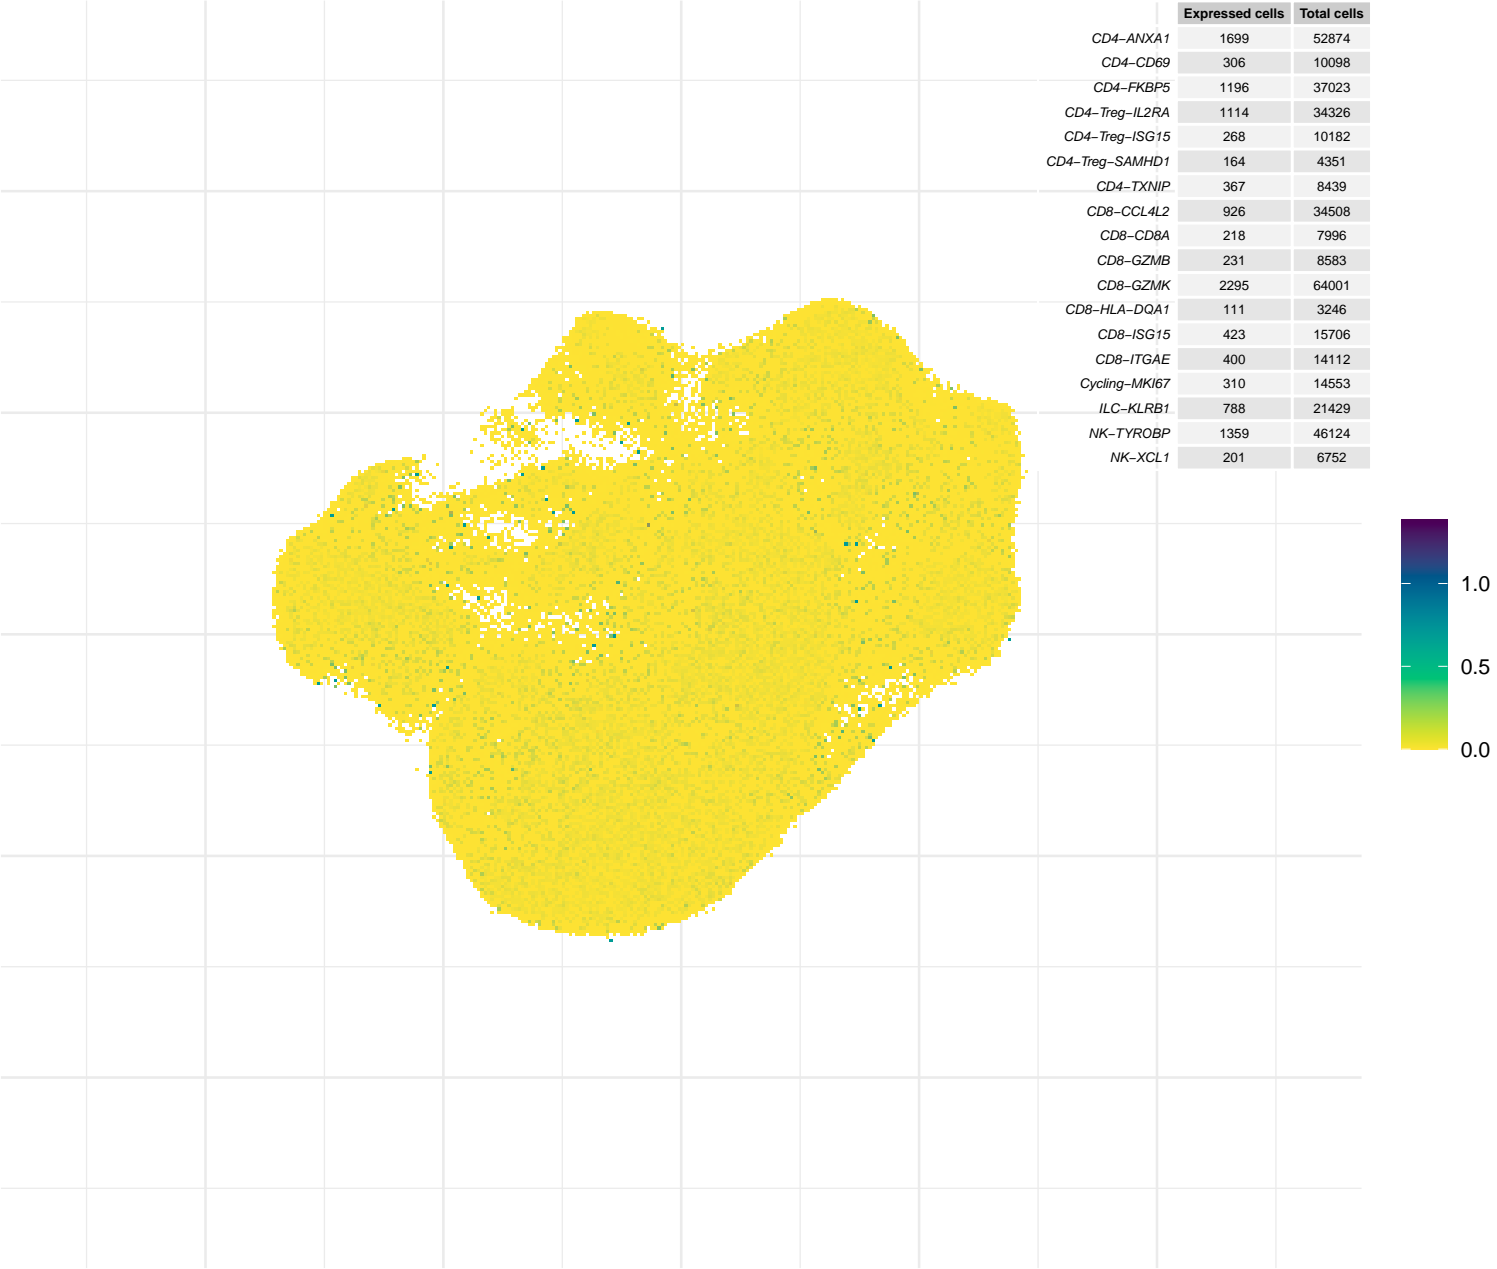 Expressed cells Total cells
CD4−ANXA1 1699 52874
CD4−CD69 306 10098
CD4−FKBP5 1196 37023
CD4−Treg−IL2RA 1114 34326
CD4−Treg−ISG15 268 10182
CD4−Treg−SAMHD1 164 4351
CD4−TXNIP 367 8439
CD8−CCL4L2 926 34508
CD8−CD8A 218 7996
CD8−GZMB 231 8583
CD8−GZMK 2295 64001
CD8−HLA−DQA1 111 3246
CD8−ISG15 423 15706
CD8−ITGAE 400 14112
Cycling−MKI67 310 14553
ILC−KLRB1 788 21429
NK−TYROBP 1359 46124
NK−XCL1 201 6752
1.0
0.5
0.0